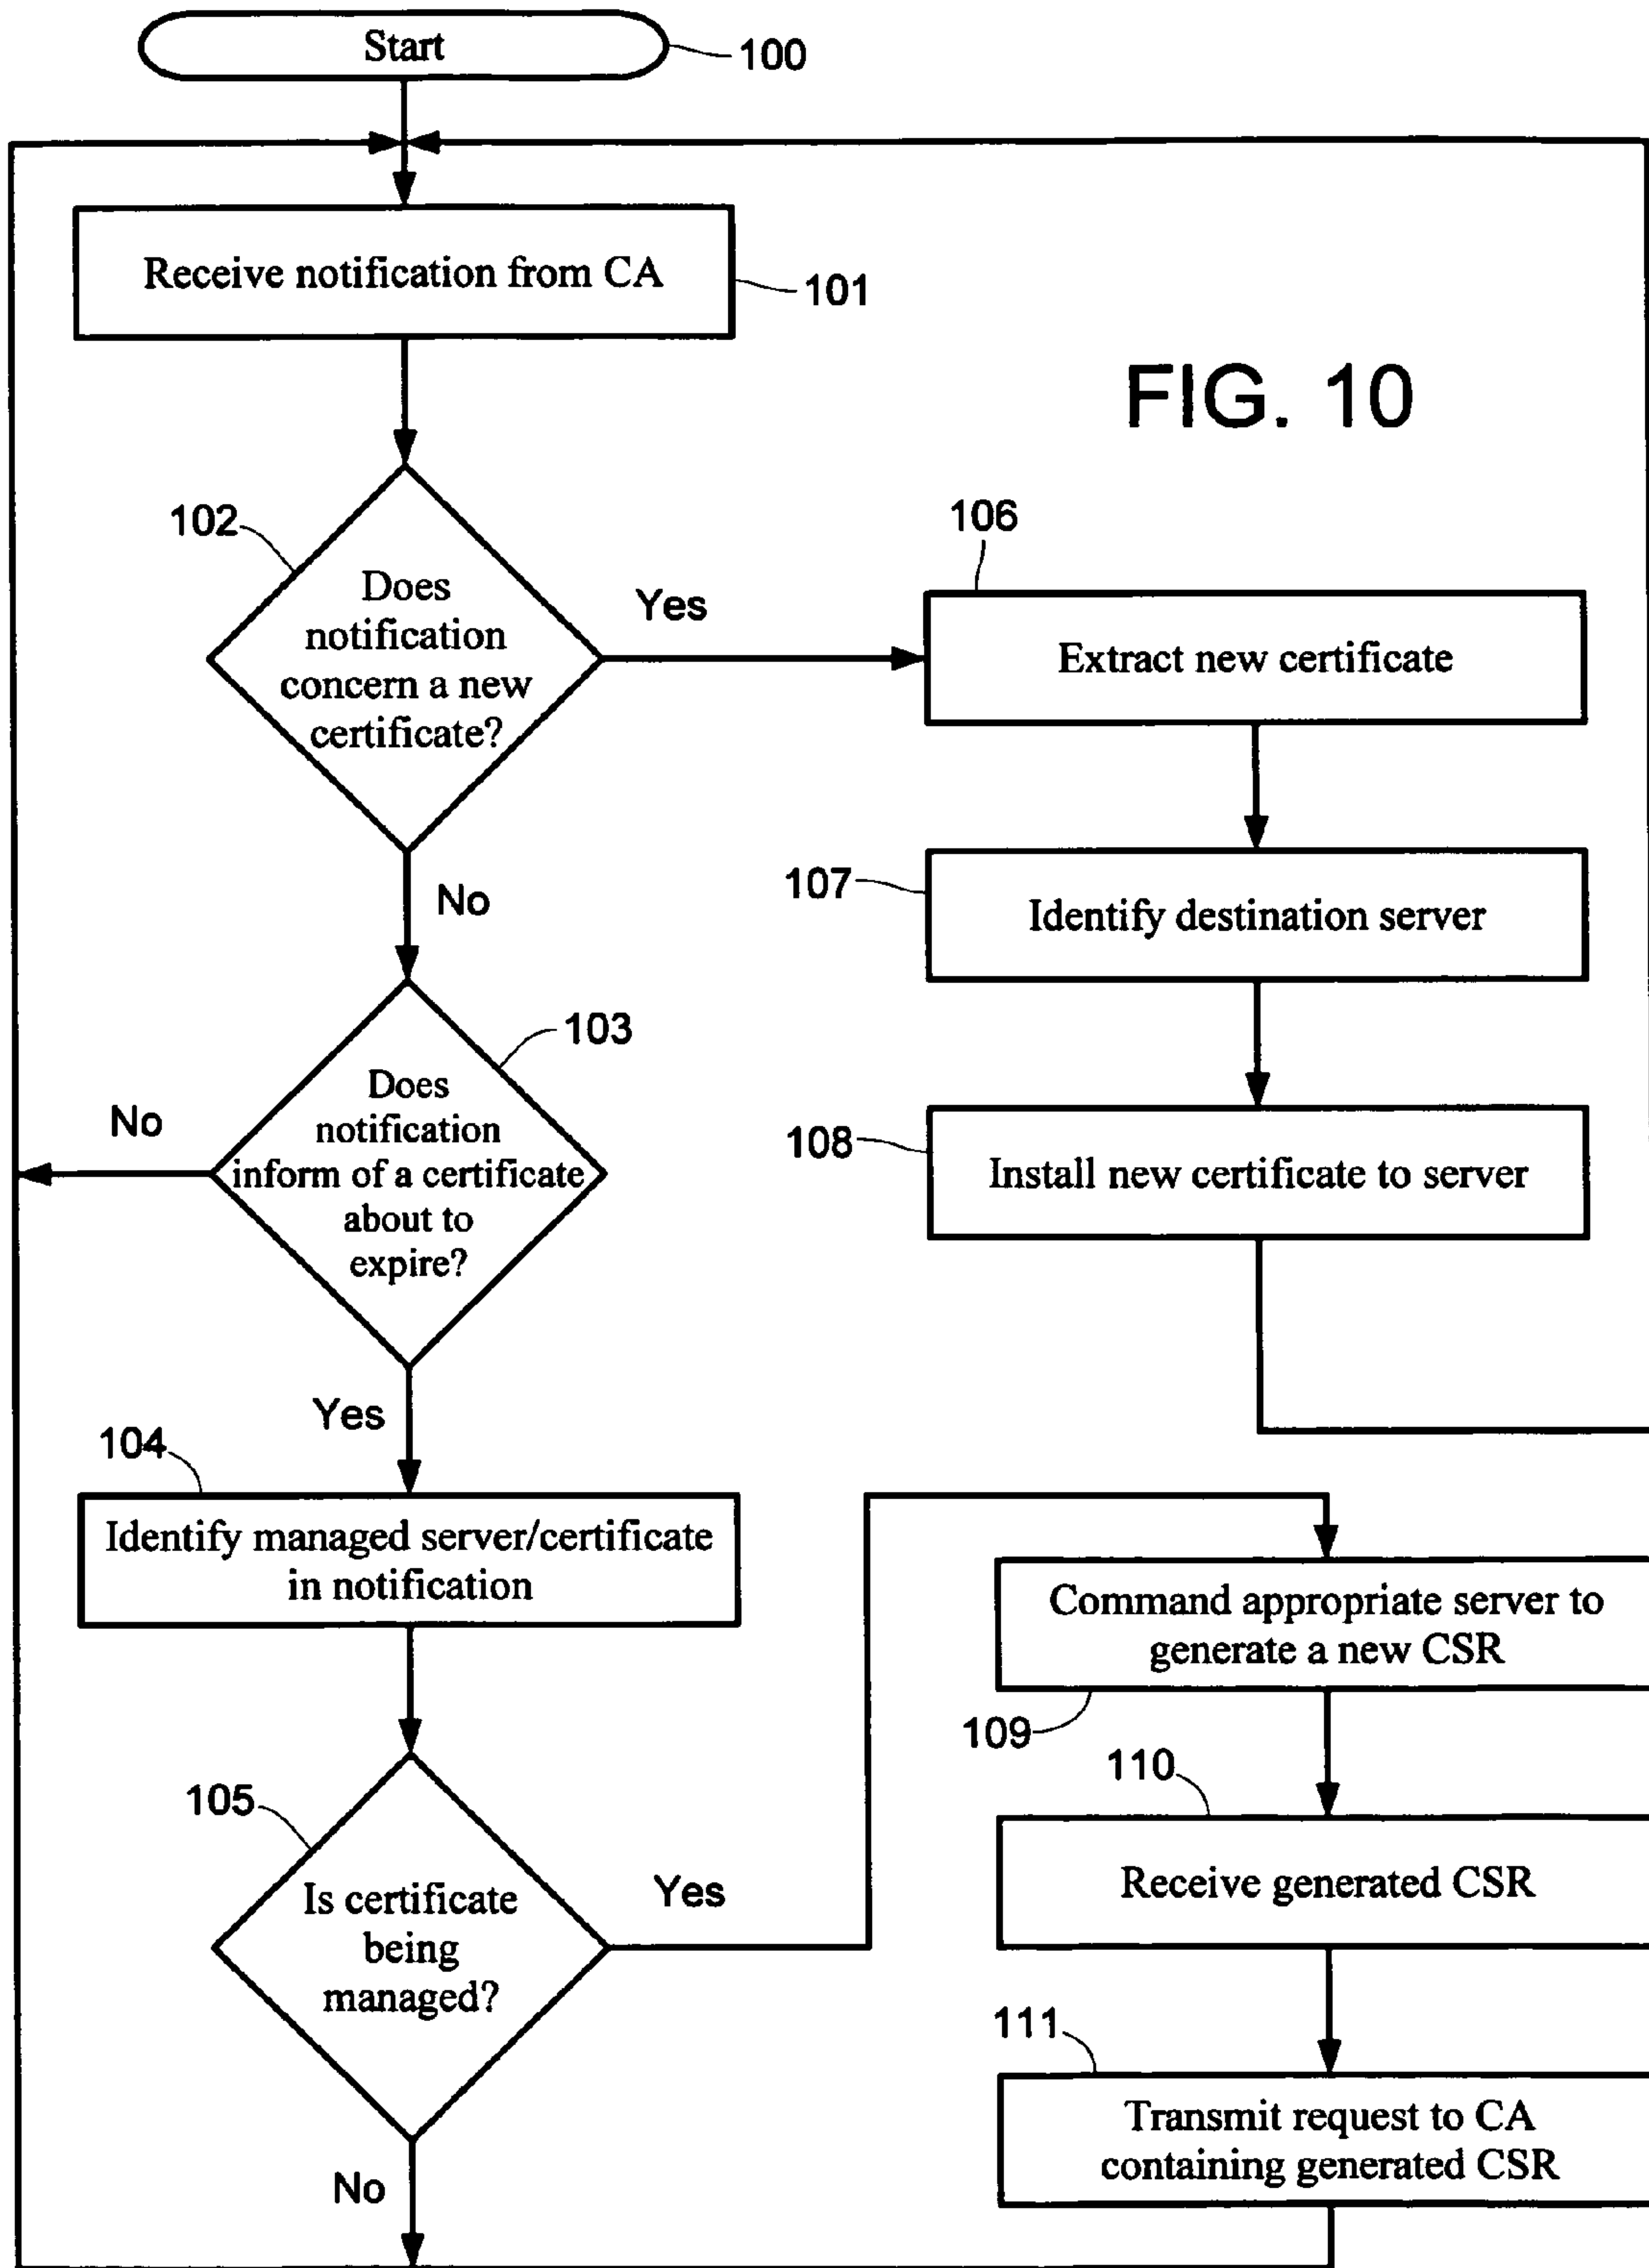 Start
100
Receive notification from CA
101
FIG. 10
102
Does
notification
concern a new
certificate?
Yes
106
Extract new certificate
No
107
Identify destination server
103
Does
notification
inform of a certificate
about to
expire?
No
108
Install new certificate to server
Yes
104
Identify managed server/certificate
in notification
Command appropriate server to
generate a new CSR
109
105
Is certificate
being
managed?
Yes
110
Receive generated CSR
111
Transmit request to CA
containing generated CSR
No